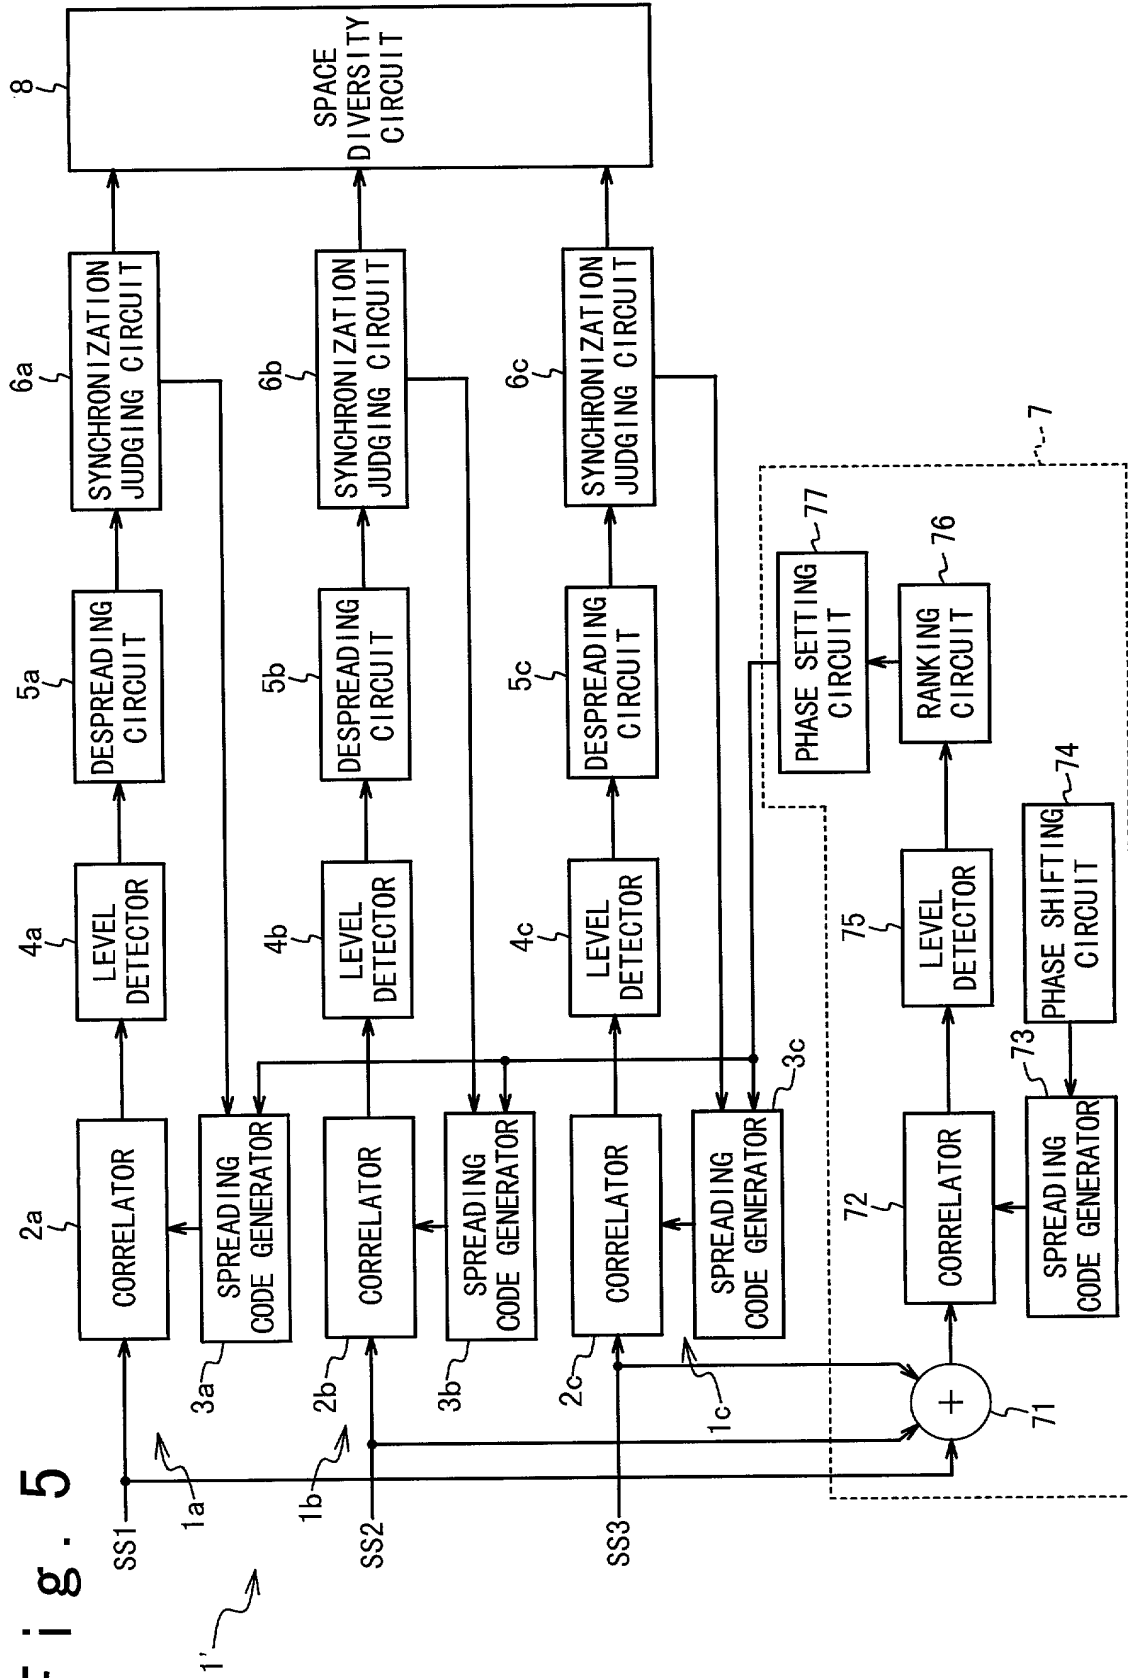 Fig. 5
1'
SS1
1a
2a
CORRELATOR
3a
SPREADING
CODE GENERATOR
4a
LEVEL
DETECTOR
5a
DESPREADING
CIRCUIT
6a
SYNCHRONIZATION
JUDGING CIRCUIT
8
SPACE
DIVERSITY
CIRCUIT
SS2
1b
2b
CORRELATOR
3b
SPREADING
CODE GENERATOR
4b
LEVEL
DETECTOR
5b
DESPREADING
CIRCUIT
6b
SYNCHRONIZATION
JUDGING CIRCUIT
SS3
1c
2c
CORRELATOR
3c
SPREADING
CODE GENERATOR
4c
LEVEL
DETECTOR
5c
DESPREADING
CIRCUIT
6c
SYNCHRONIZATION
JUDGING CIRCUIT
7
77
PHASE SETTING
CIRCUIT
71
+
72
CORRELATOR
75
LEVEL
DETECTOR
76
RANKING
CIRCUIT
73
SPREADING
CODE GENERATOR
74
PHASE SHIFTING
CIRCUIT